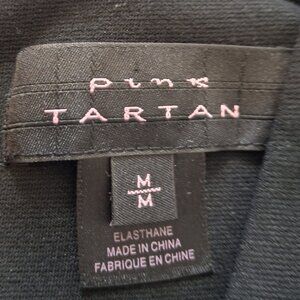 pink
TARTAN
M
M
ELASTHANE
MADE IN CHINA
FABRIQUE EN CHINE